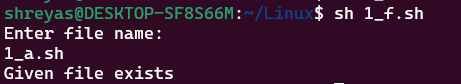 shreyas@DESKTOP-SF8S66M:~/Linux$ sh 1_f.sh
Enter file name:
1_a.sh
Given file exists